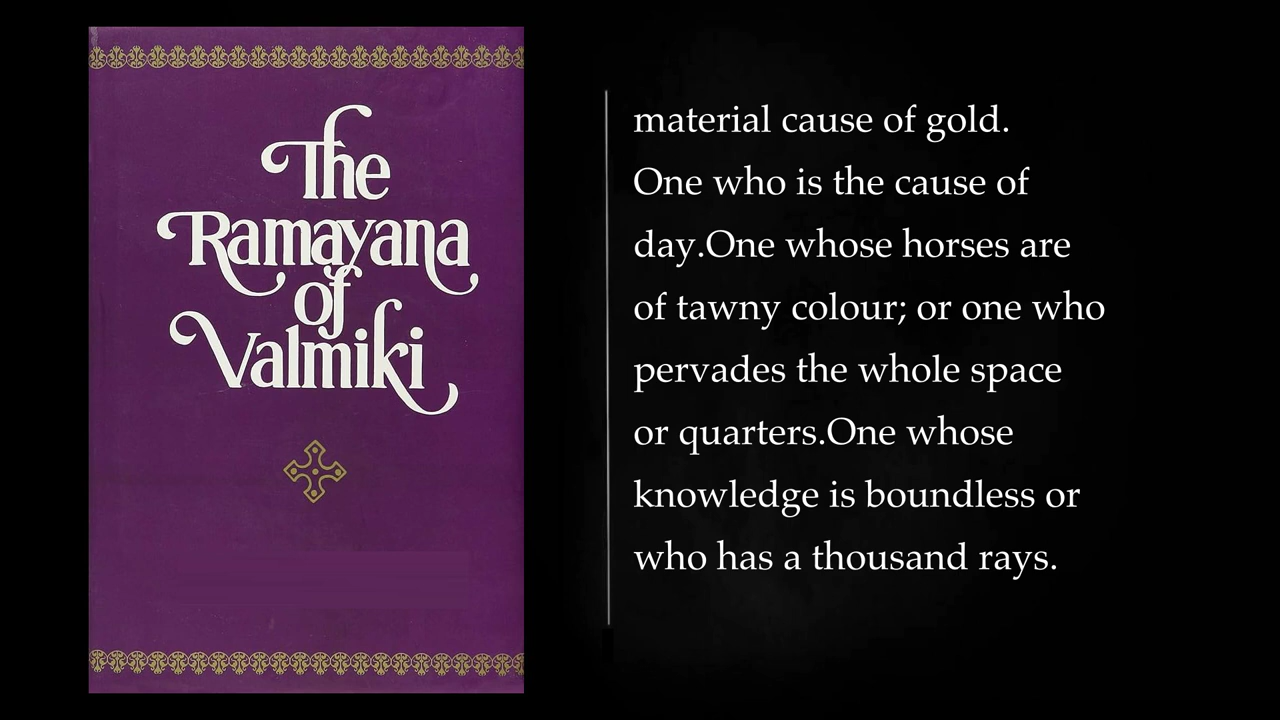 The
Ramayana
of
Valmiki
material cause of gold.
One who is the cause of
day.One whose horses are
of tawny colour; or one who
pervades the whole space
or quarters.One whose
knowledge is boundless or
who has a thousand rays.